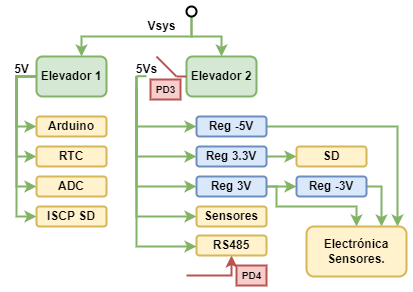 Vsys
5V
Elevador 1
5Vs
Elevador 2
PD3
Arduino
Reg -5V
RTC
Reg 3.3V
SD
ADC
Reg 3V
Reg -3V
ISCP SD
Sensores
RS485
Electrónica
Sensores.
PD4